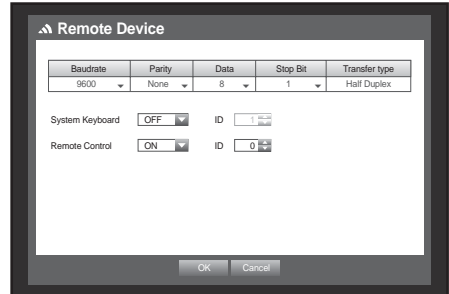 Remote Device
Baudrate Parity Data Stop Bit Transfer type
9600 None 8 1 Half Duplex
System Keyboard OFF ID 1
Remote Control ON ID 0
OK Cancel